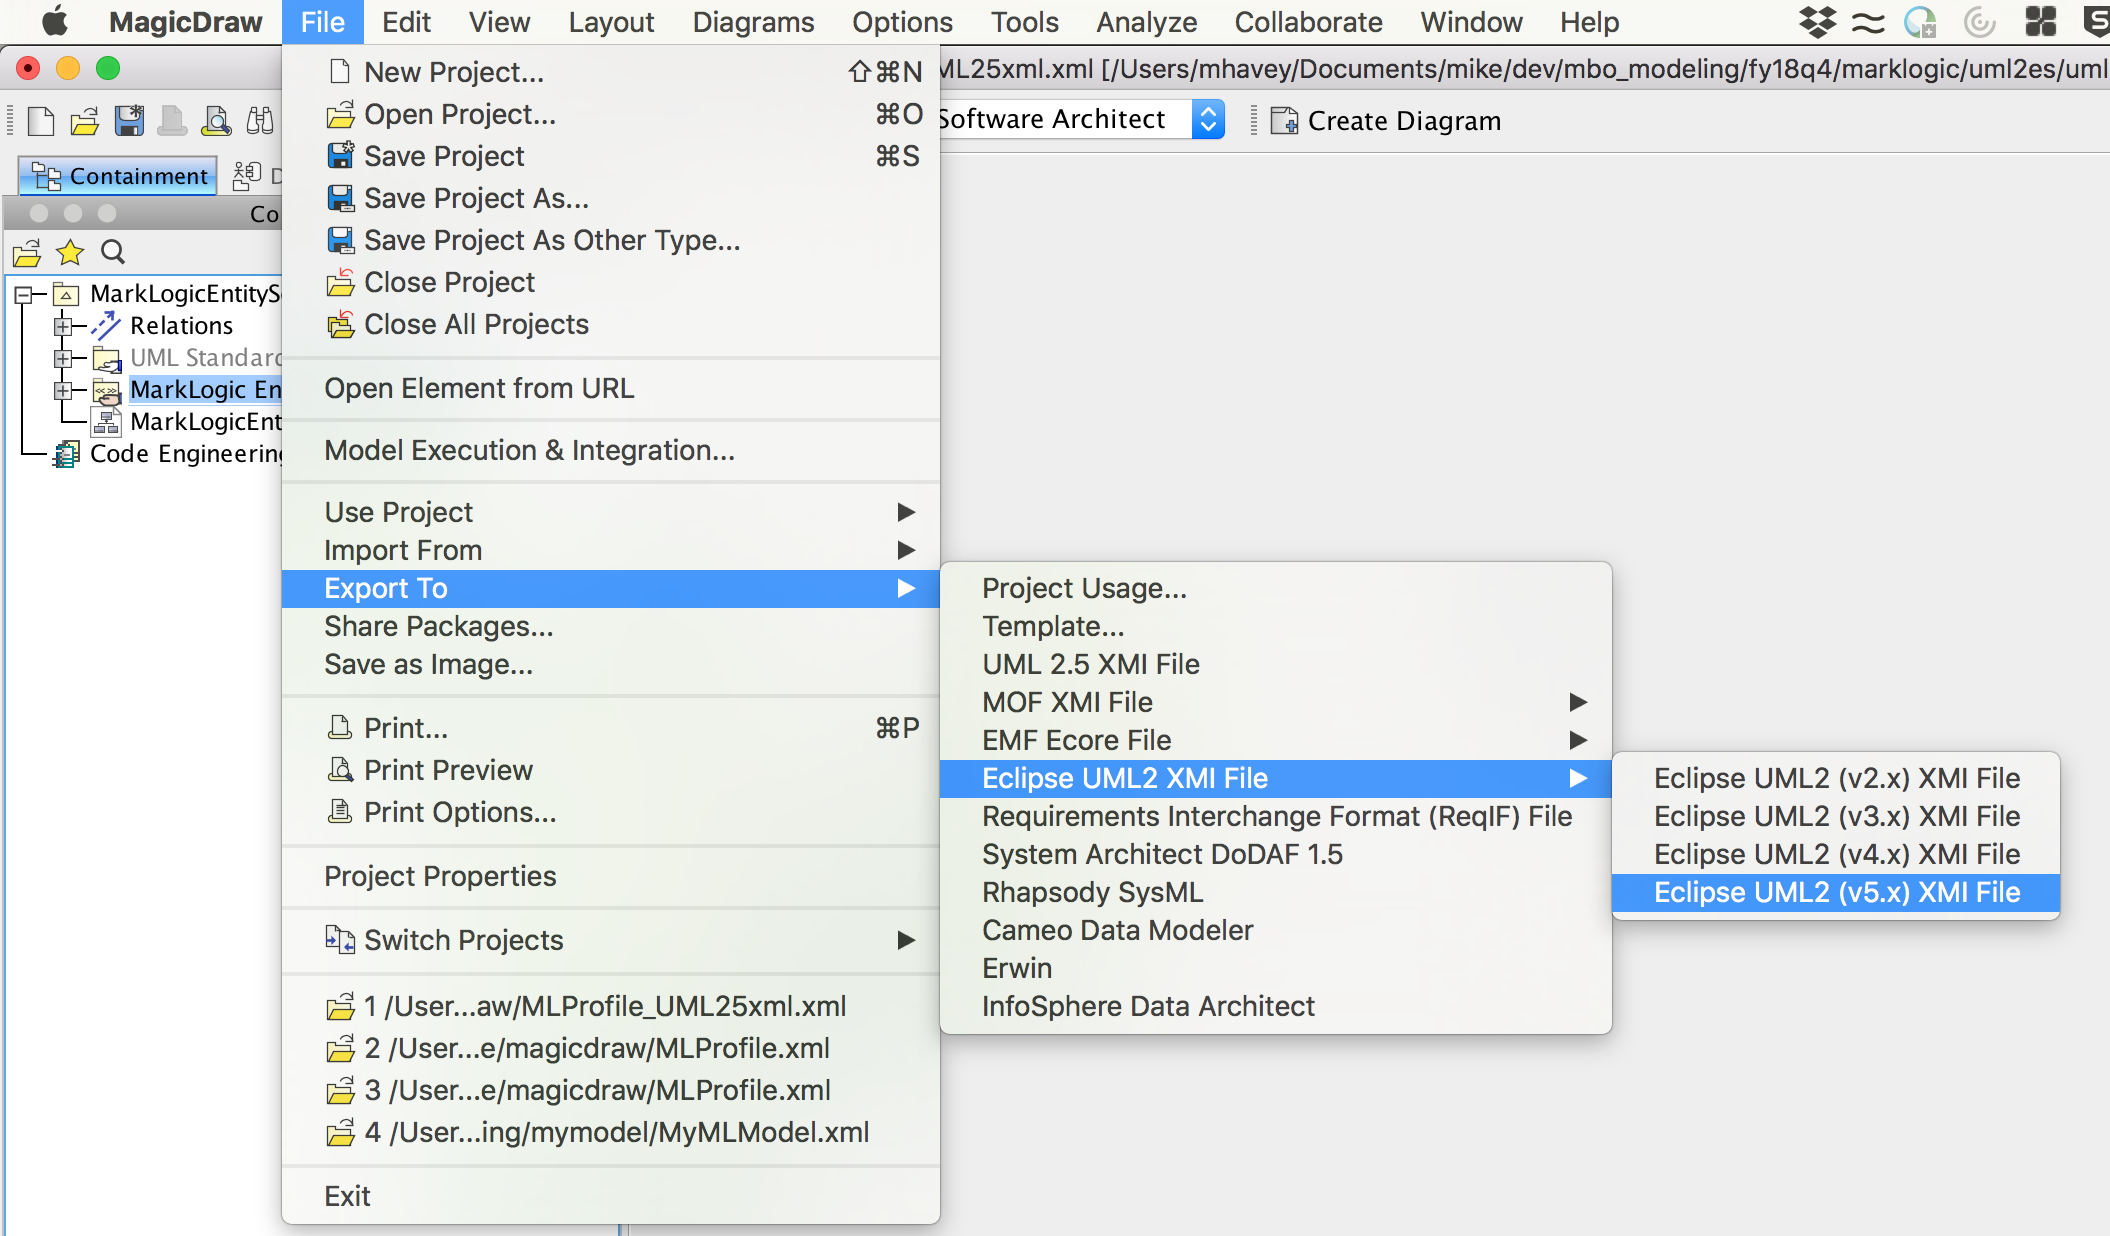 MagicDraw File Edit View Layout Diagrams Options Tools Analyze Collaborate Window Help
ML25xml.xml [/Users/mhavey/Documents/mike/dev/mbo_modeling/fy18q4/marklogic/uml2es/uml
Software Architect Create Diagram
Containment D
Co
MarkLogicEntityS
Relations
UML Standard
MarkLogic En
MarkLogicEnt
Code Engineering
New Project... ⇧⌘N
Open Project... ⌘O
Save Project ⌘S
Save Project As...
Save Project As Other Type...
Close Project
Close All Projects
Open Element from URL
Model Execution & Integration...
Use Project
Import From
Export To
Share Packages...
Save as Image...
Print... ⌘P
Print Preview
Print Options...
Project Properties
Switch Projects
1 /User...aw/MLProfile_UML25xml.xml
2 /User...e/magicdraw/MLProfile.xml
3 /User...e/magicdraw/MLProfile.xml
4 /User...ing/mymodel/MyMLModel.xml
Exit
Project Usage...
Template...
UML 2.5 XMI File
MOF XMI File
EMF Ecore File
Eclipse UML2 XMI File
Requirements Interchange Format (ReqIF) File
System Architect DoDAF 1.5
Rhapsody SysML
Cameo Data Modeler
Erwin
InfoSphere Data Architect
Eclipse UML2 (v2.x) XMI File
Eclipse UML2 (v3.x) XMI File
Eclipse UML2 (v4.x) XMI File
Eclipse UML2 (v5.x) XMI File